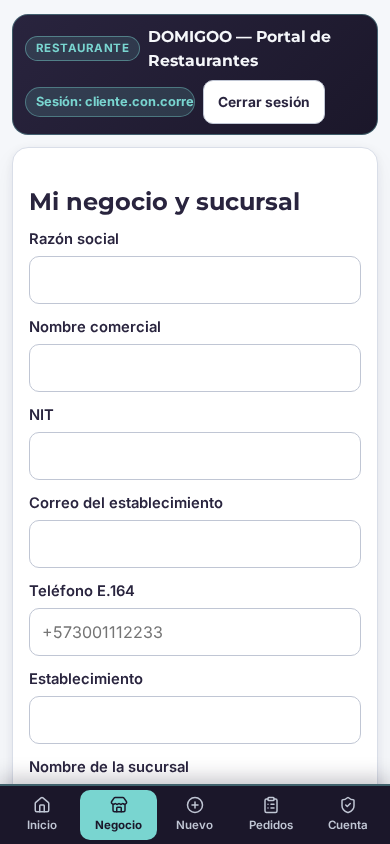 RESTAURANTE
DOMIGOO — Portal de
Restaurantes
Sesión: cliente.con.corre
Cerrar sesión
Mi negocio y sucursal
Razón social
Nombre comercial
NIT
Correo del establecimiento
Teléfono E.164
+573001112233
Establecimiento
Nombre de la sucursal
Inicio
Negocio
Nuevo
Pedidos
Cuenta